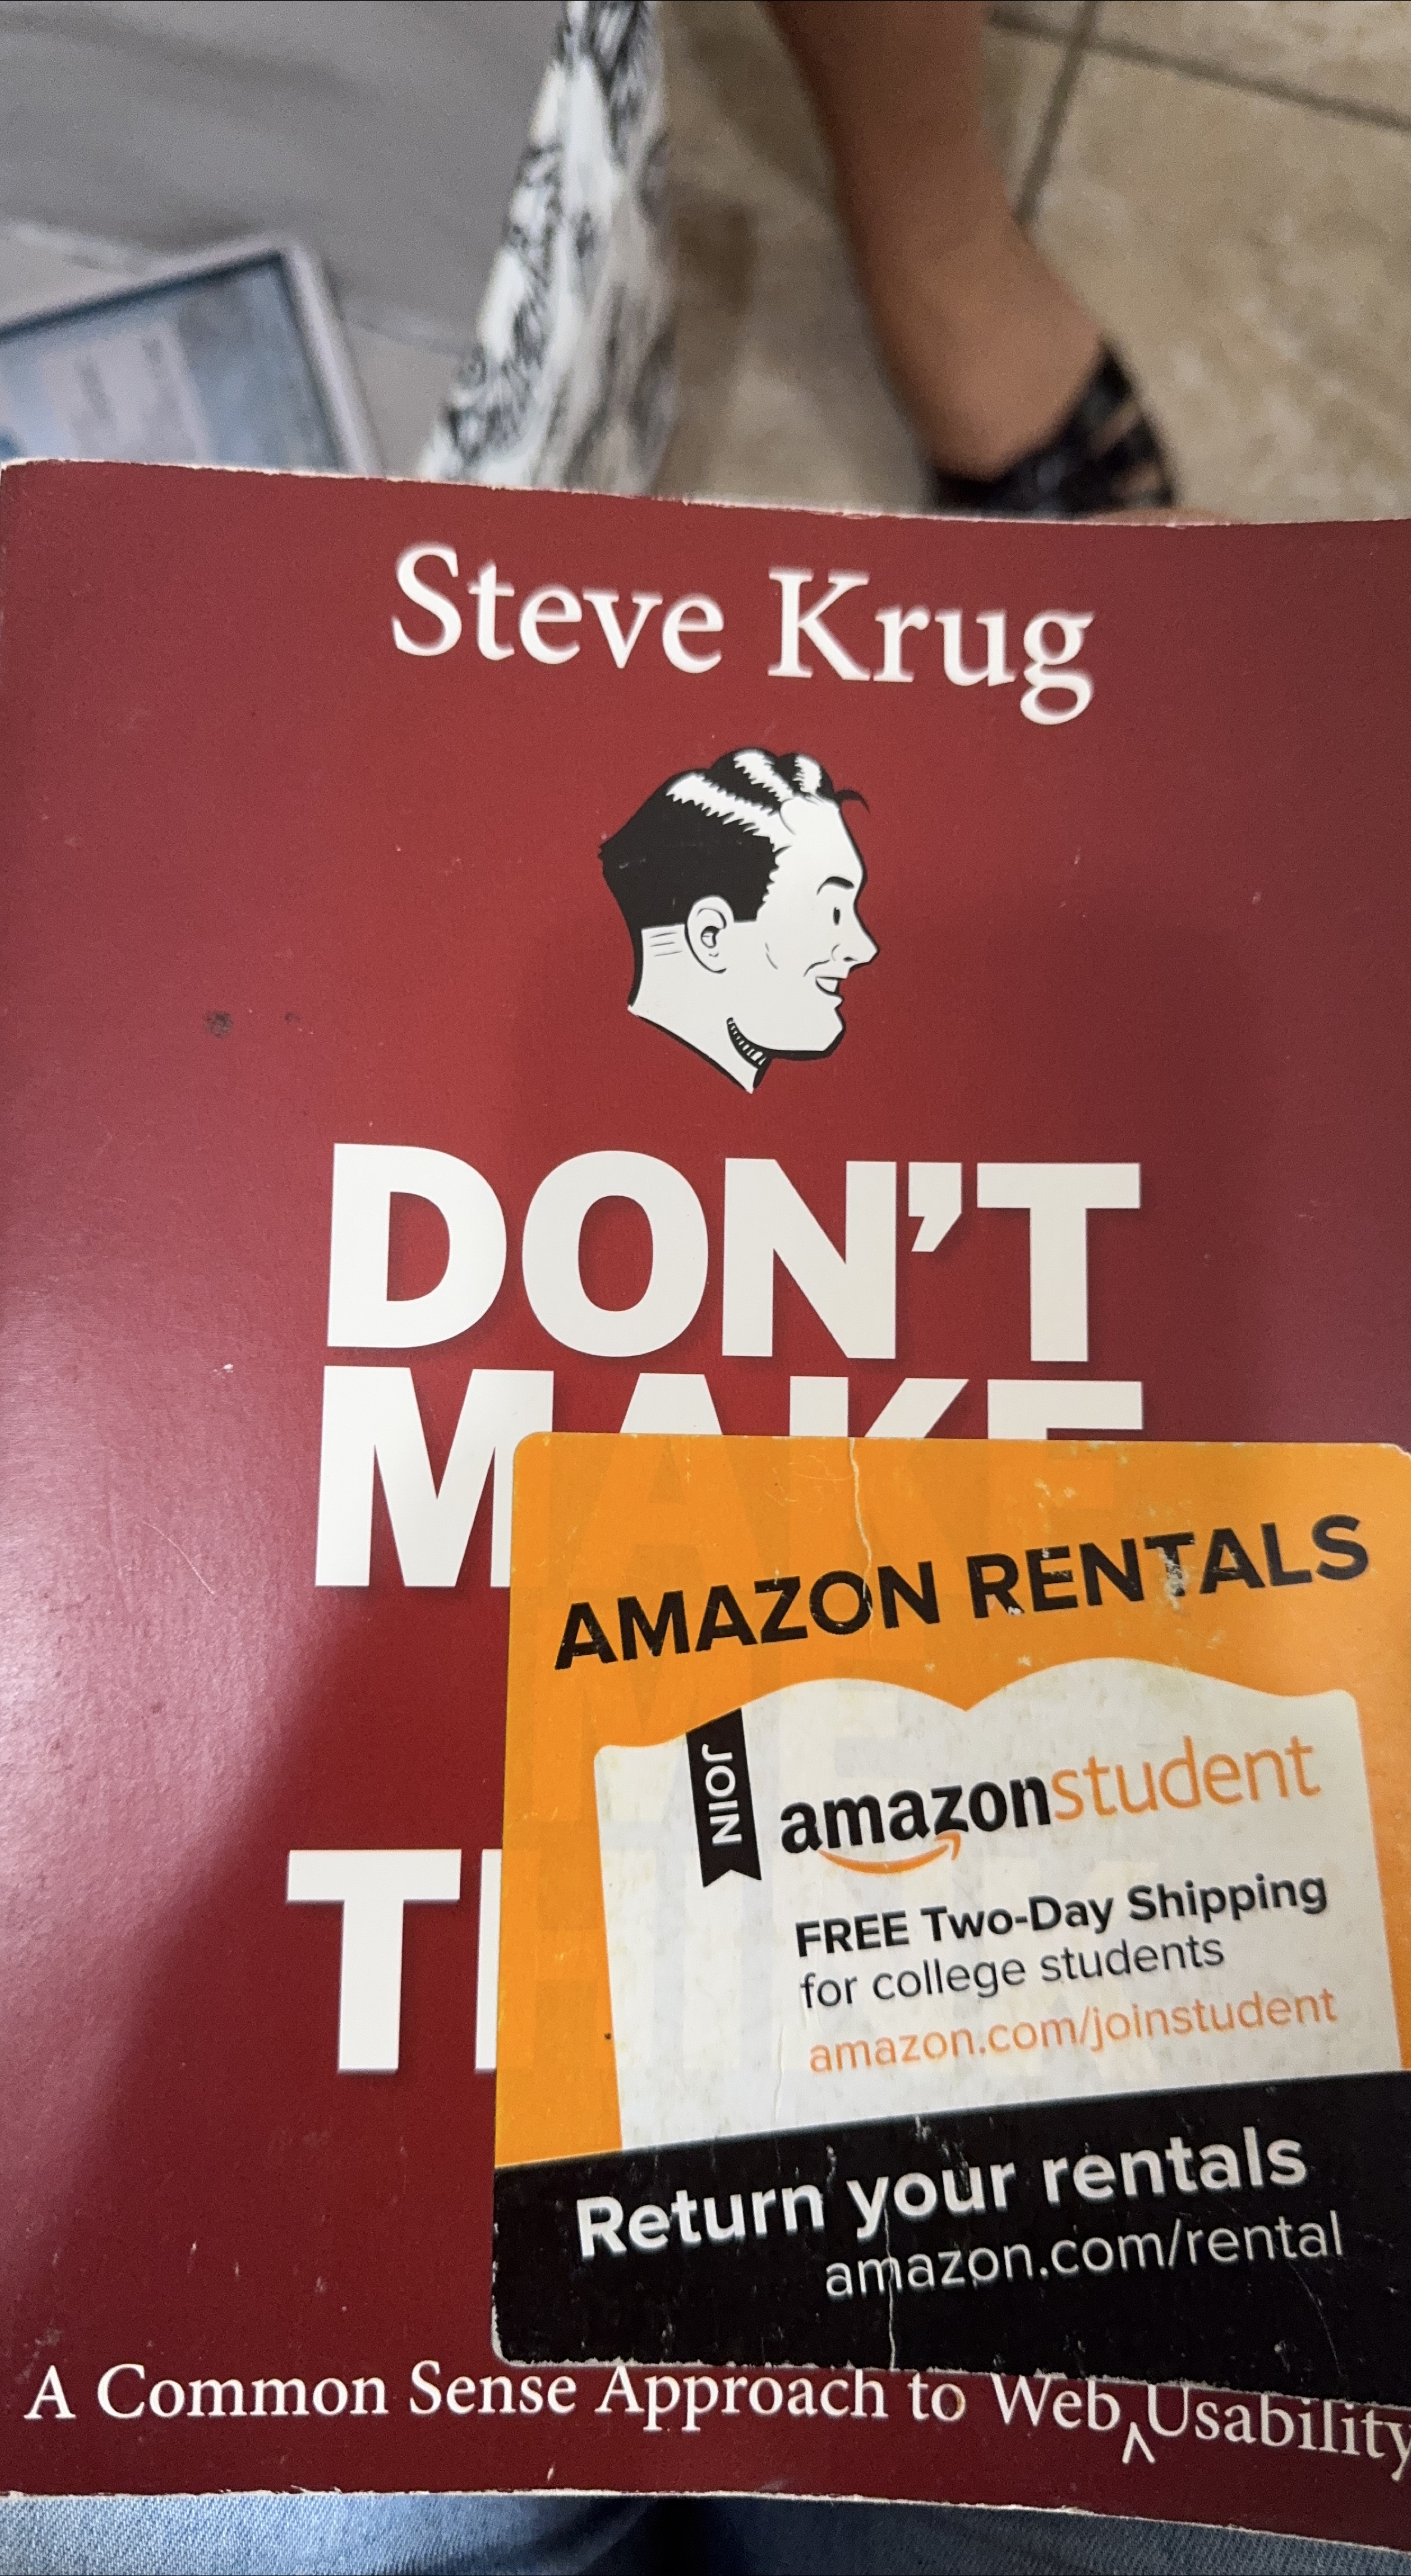 Steve Krug
DON'T
MAKE
AMAZON RENTALS
JOIN
amazonstudent
FREE Two-Day Shipping
for college students
amazon.com/joinstudent
Return your rentals
amazon.com/rental
A Common Sense Approach to Web Usability